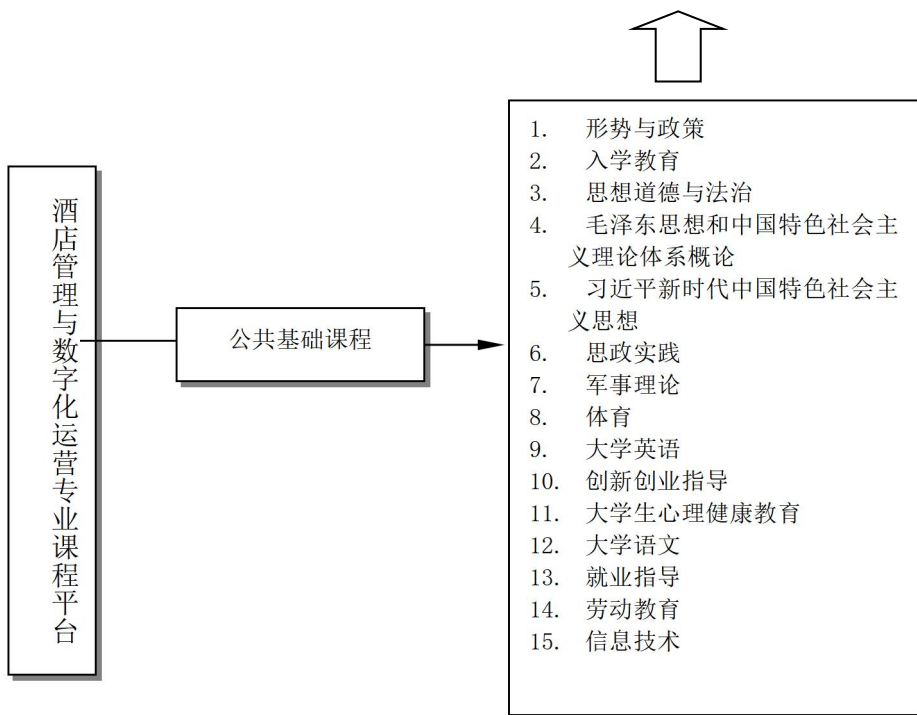 酒店管理与数字化运营专业课程平台
公共基础课程
1. 形势与政策
2. 入学教育
3. 思想道德与法治
4. 毛泽东思想和中国特色社会主
义理论体系概论
5. 习近平新时代中国特色社会主
义思想
6. 思政实践
7. 军事理论
8. 体育
9. 大学英语
10. 创新创业指导
11. 大学生心理健康教育
12. 大学语文
13. 就业指导
14. 劳动教育
15. 信息技术